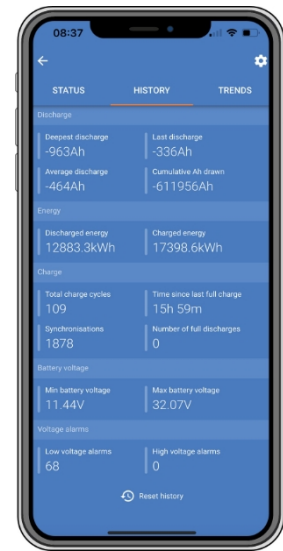 08:37
STATUS HISTORY TRENDS
Discharge
Deepest discharge Last discharge
-963Ah -336Ah
Average discharge Cumulative Ah drawn
-464Ah -611956Ah
Energy
Discharged energy Charged energy
12883.3kWh 17398.6kWh
Charge
Total charge cycles Time since last full charge
109 15h 59m
Synchronisations Number of full discharges
1878 0
Battery voltage
Min battery voltage Max battery voltage
11.44V 32.07V
Voltage alarms
Low voltage alarms High voltage alarms
68 0
Reset history